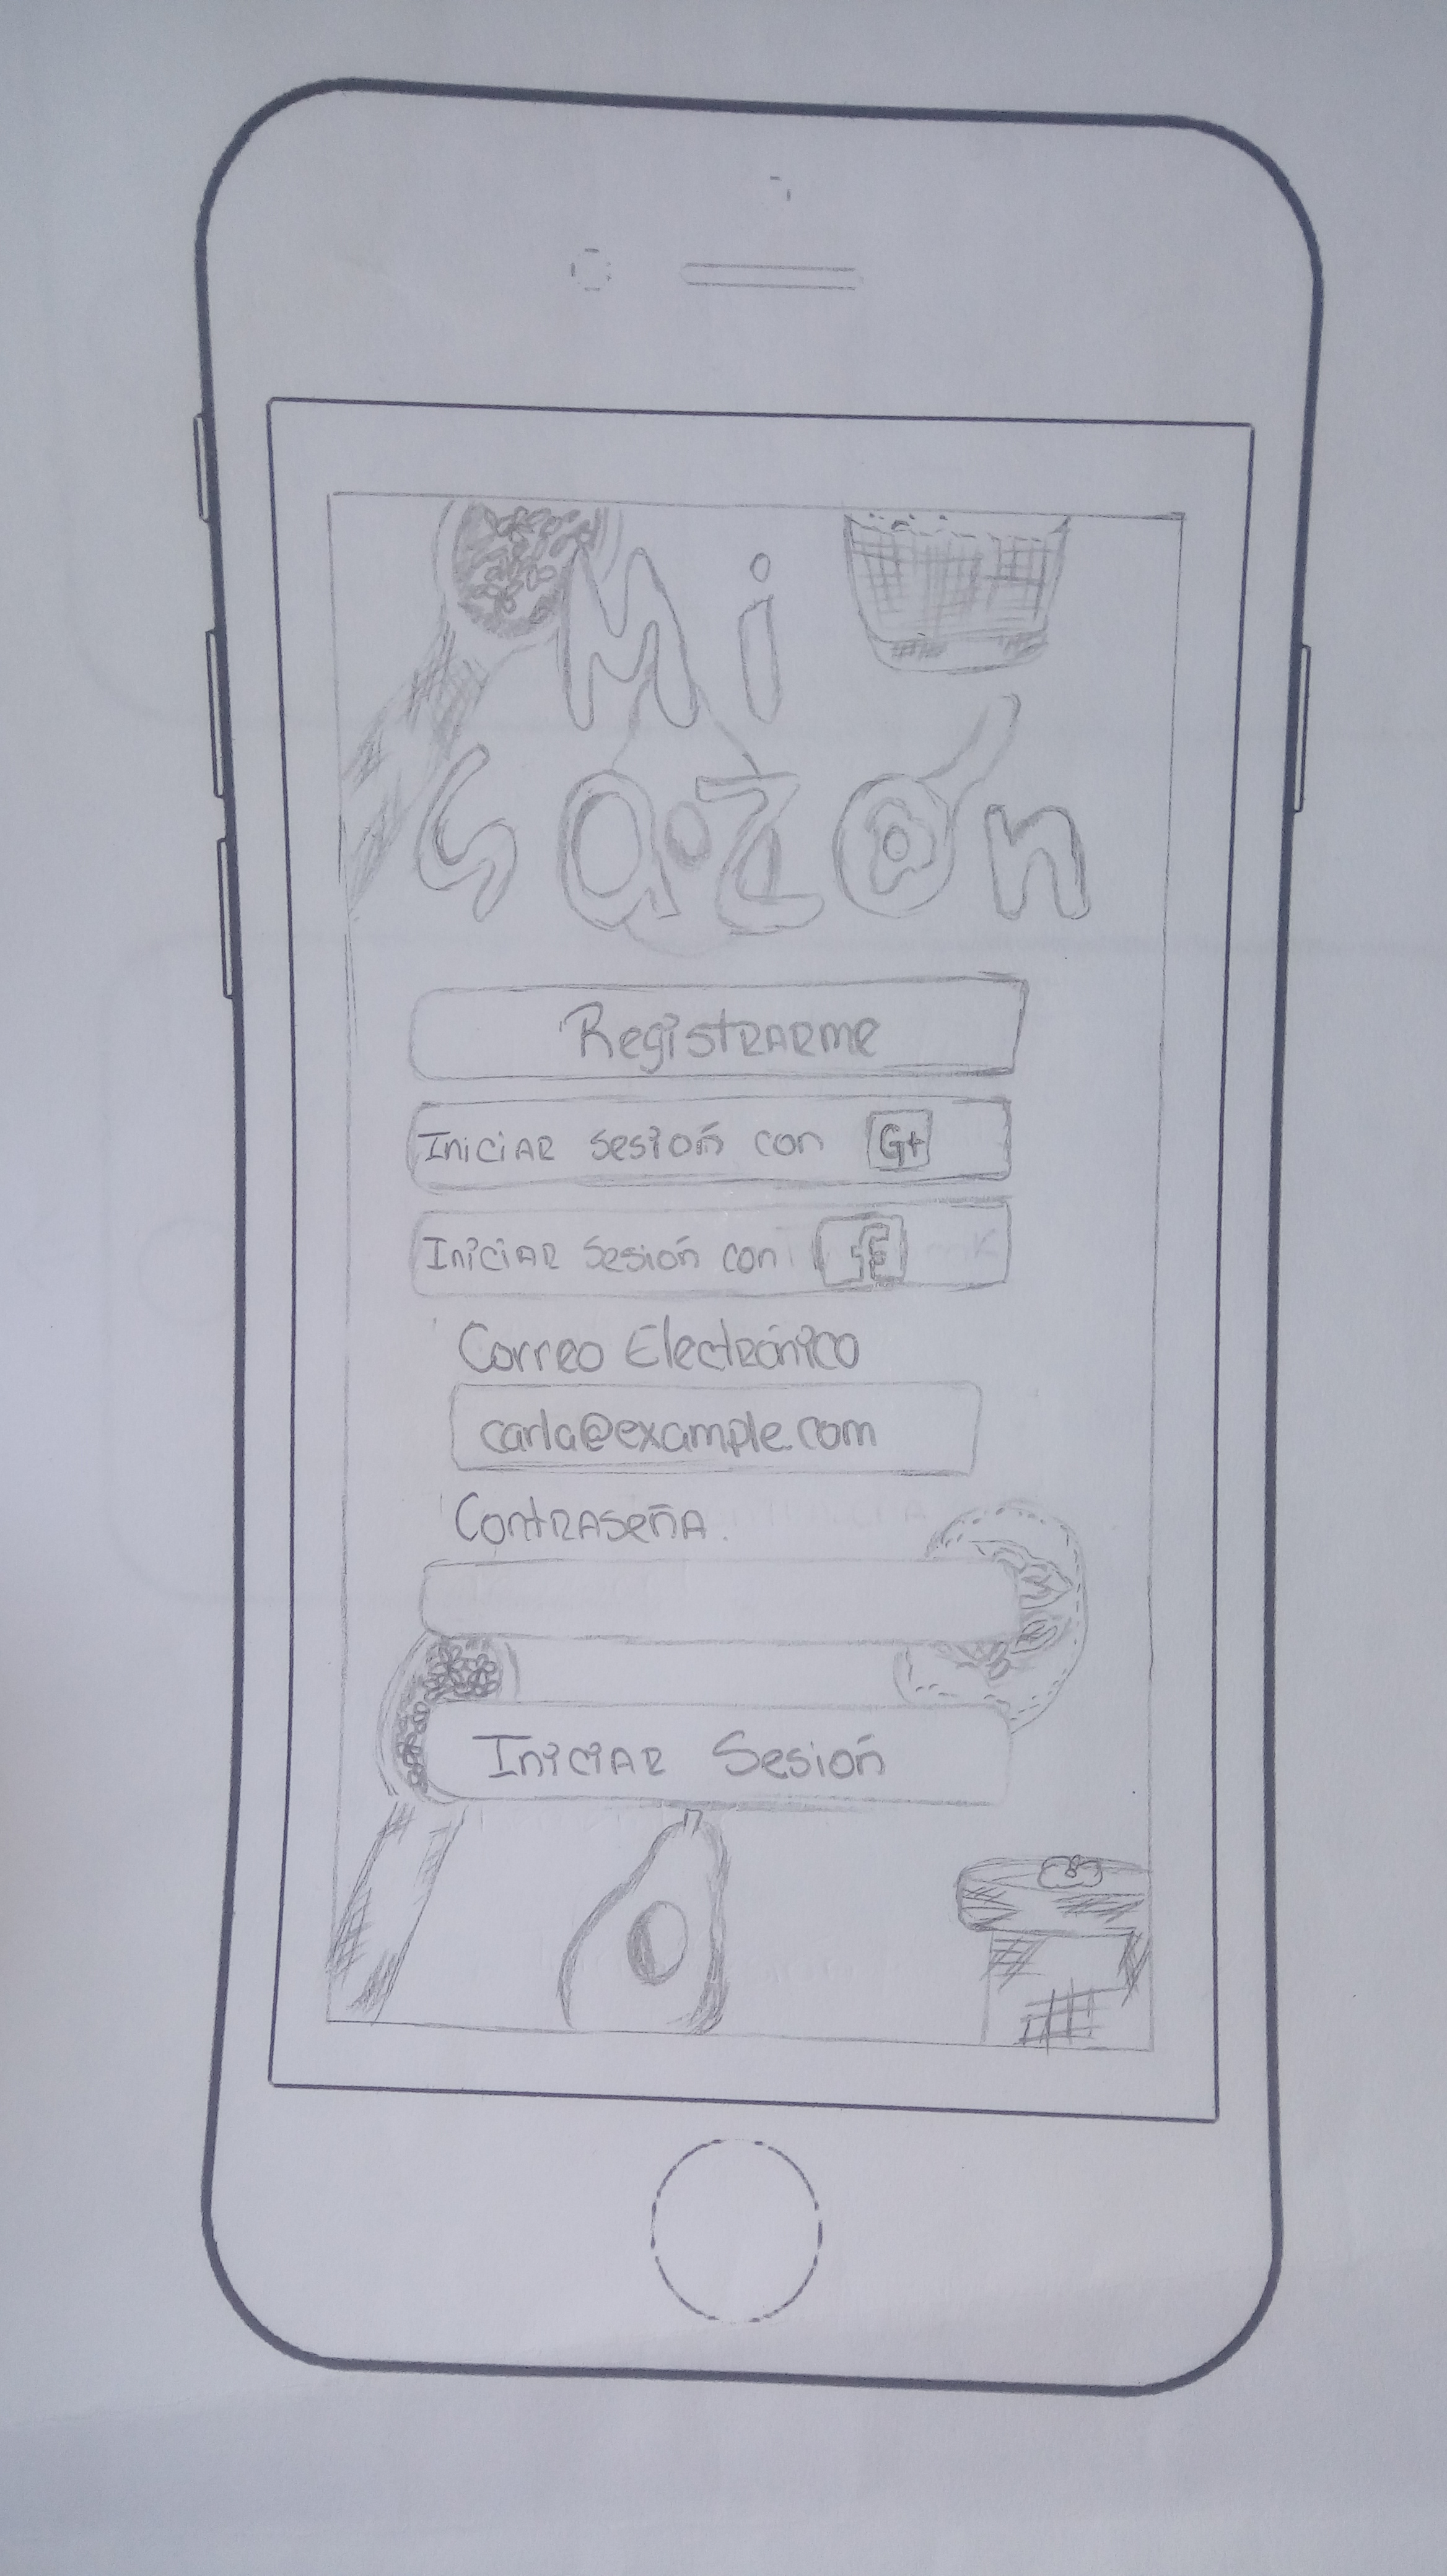 Mi
sazón
Registrarme
Iniciar sesión con G+
Iniciar sesión con f
Correo Electrónico
carla@example.com
Contraseña
Iniciar Sesión